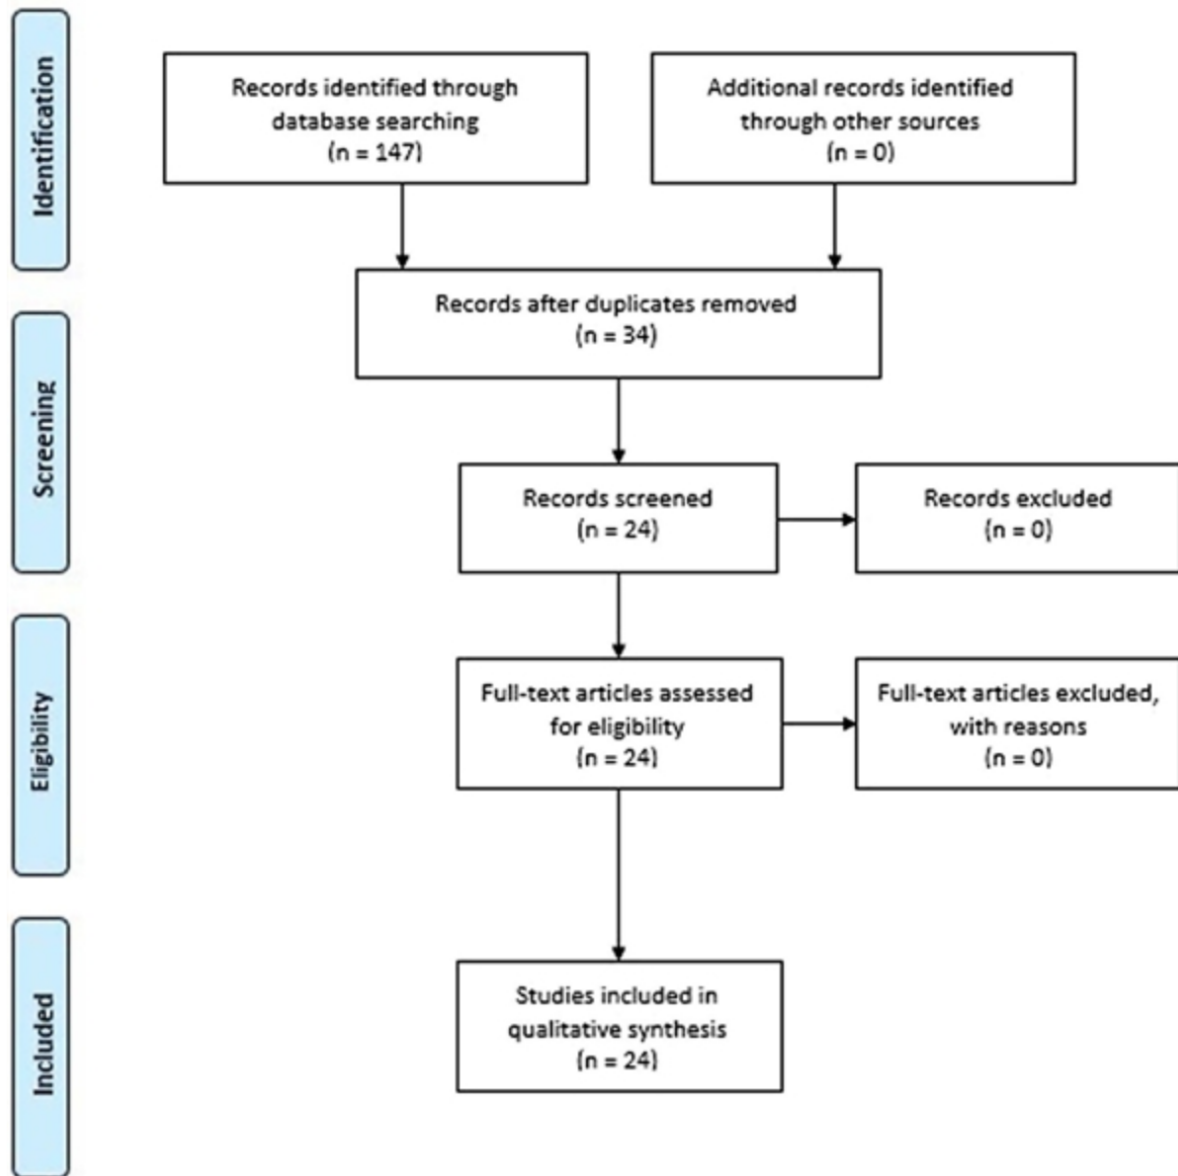 Identification
Records identified through
database searching
(n = 147)
Additional records identified
through other sources
(n = 0)
Records after duplicates removed
(n = 34)
Screening
Records screened
(n = 24)
Records excluded
(n = 0)
Eligibility
Full-text articles assessed
for eligibility
(n = 24)
Full-text articles excluded,
with reasons
(n = 0)
Included
Studies included in
qualitative synthesis
(n = 24)